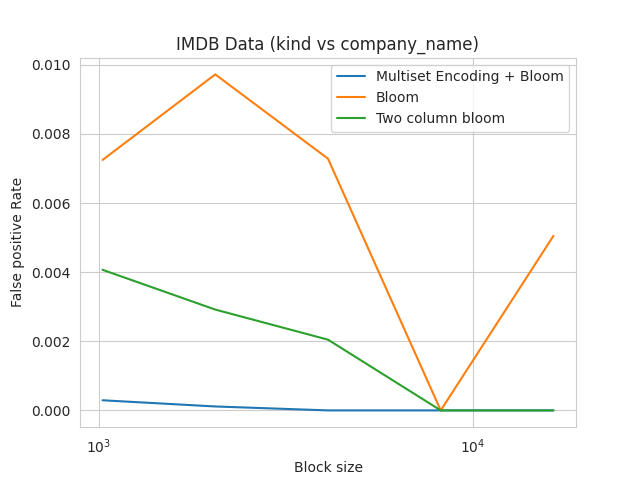 IMDB Data (kind vs company_name)
Multiset Encoding + Bloom
Bloom
Two column bloom
False positive Rate
0.010
0.008
0.006
0.004
0.002
0.000
10³
10⁴
Block size